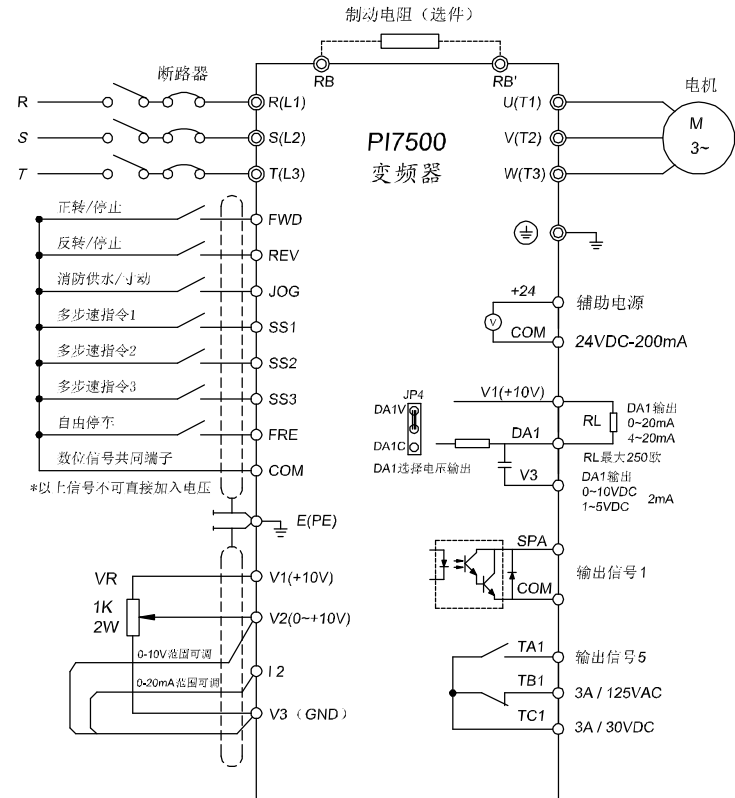 制动电阻（选件）
RB
RB'
断路器
电机
R
R(L1)
U(T1)
M
3~
S
S(L2)
PI7500
V(T2)
T
T(L3)
变频器
W(T3)
正转/停止
FWD
反转/停止
REV
消防供水/寸动
JOG
+24
辅助电源
多步速指令1
SS1
V
COM
24VDC-200mA
多步速指令2
SS2
多步速指令3
SS3
V1(+10V)
JP4
DA1V
RL
DA1输出
0~20mA
4~20mA
自由停车
FRE
DA1
DA1C
RL最大250欧
数位信号共同端子
COM
DA1选择电压输出
V3
DA1输出
0~10VDC
1~5VDC
2mA
*以上信号不可直接加入电压
E(PE)
SPA
COM
输出信号1
VR
V1(+10V)
1K
2W
V2(0~+10V)
0-10V范围可调
TA1
输出信号5
I2
0-20mA范围可调
TB1
3A / 125VAC
V3（GND）
TC1
3A / 30VDC